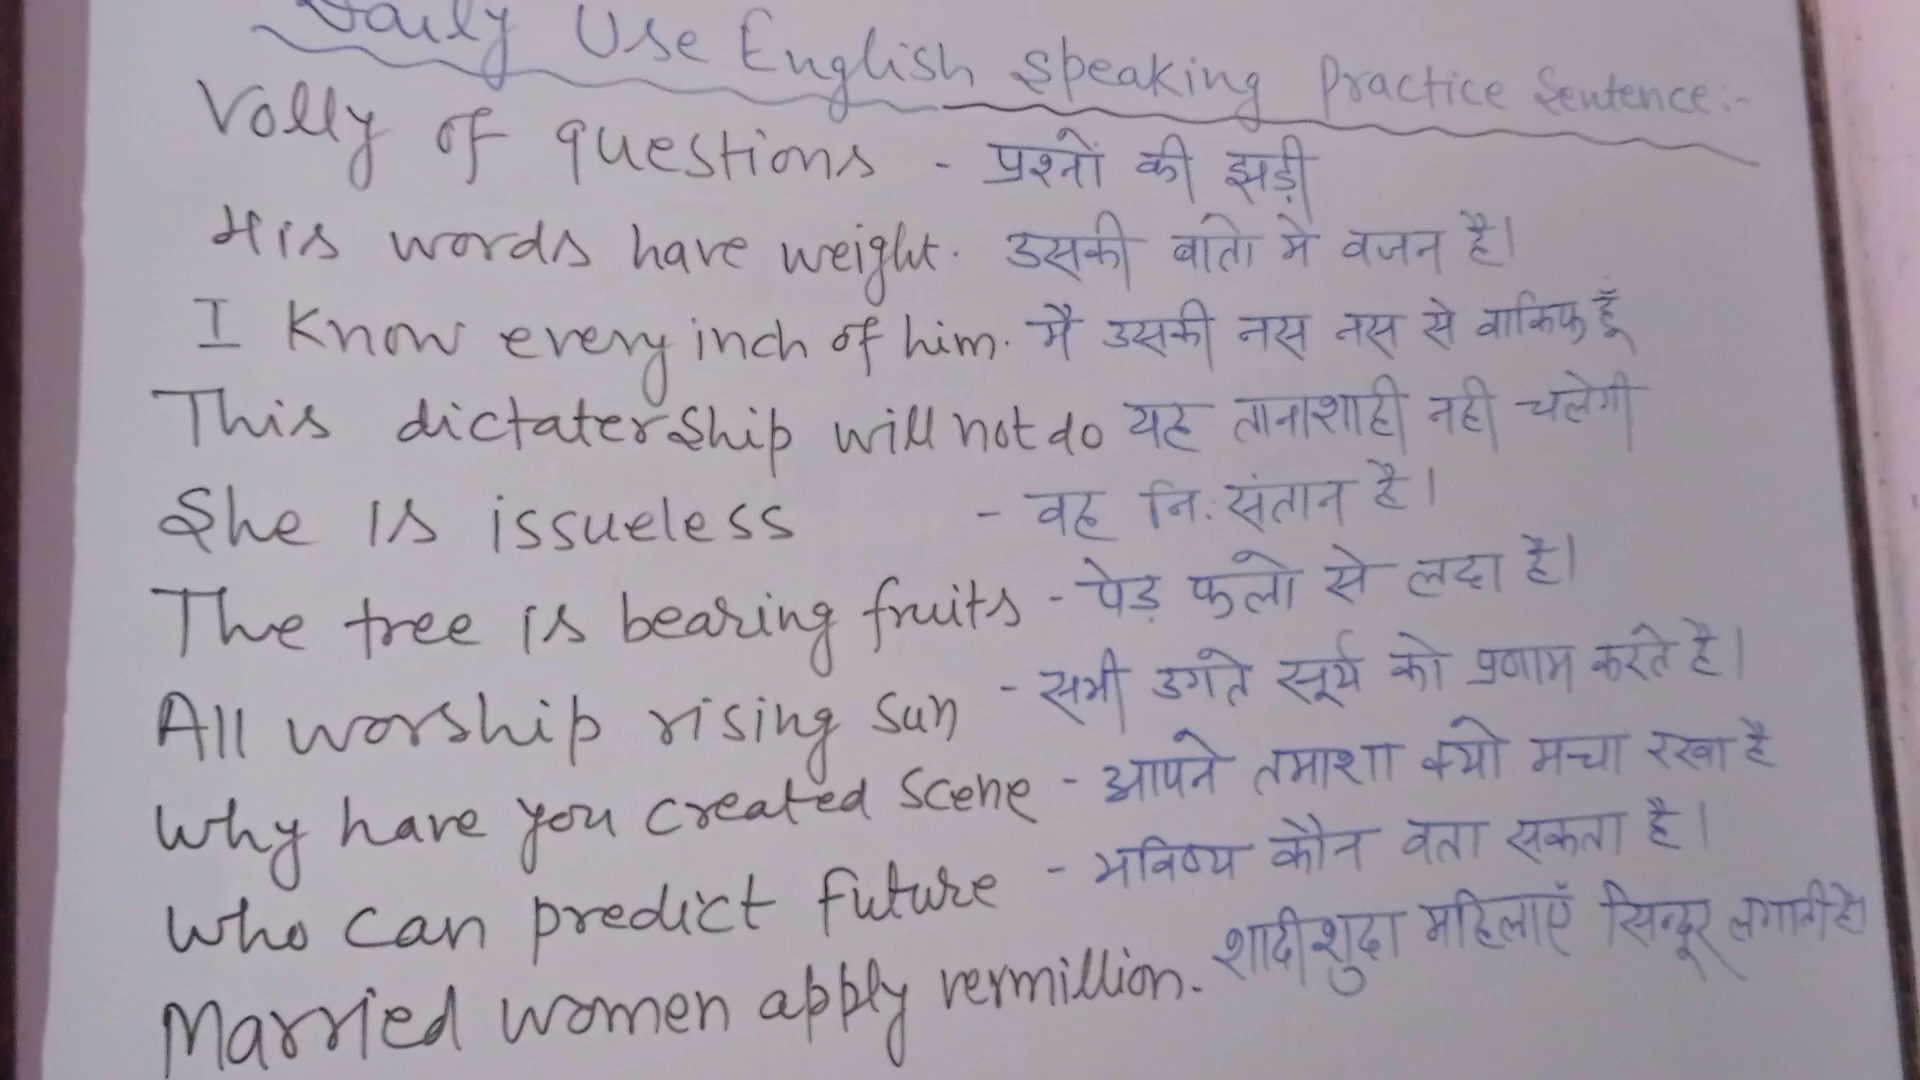 Daily Use English speaking Practice Sentence:-
Volly of questions - प्रश्नों की झड़ी
His words have weight. उसकी बातो मे वजन है।
I Know every inch of him. मै उसकी नस नस से वाकिफ हूँ
This dictatership will not do यह तानाशाही नही चलेगी
She is issueless - वह नि:संतान है।
The tree is bearing fruits - पेड़ फलो से लदा है।
All worship rising sun - सभी उगते सूर्य को प्रणाम करते है।
Why have you created scene - आपने तमाशा क्यो मचा रखा है
Who can predict future - भविष्य कौन बता सकता है।
Married women apply vermillion. शादीशुदा महिलाएँ सिन्दूर लगाती है।